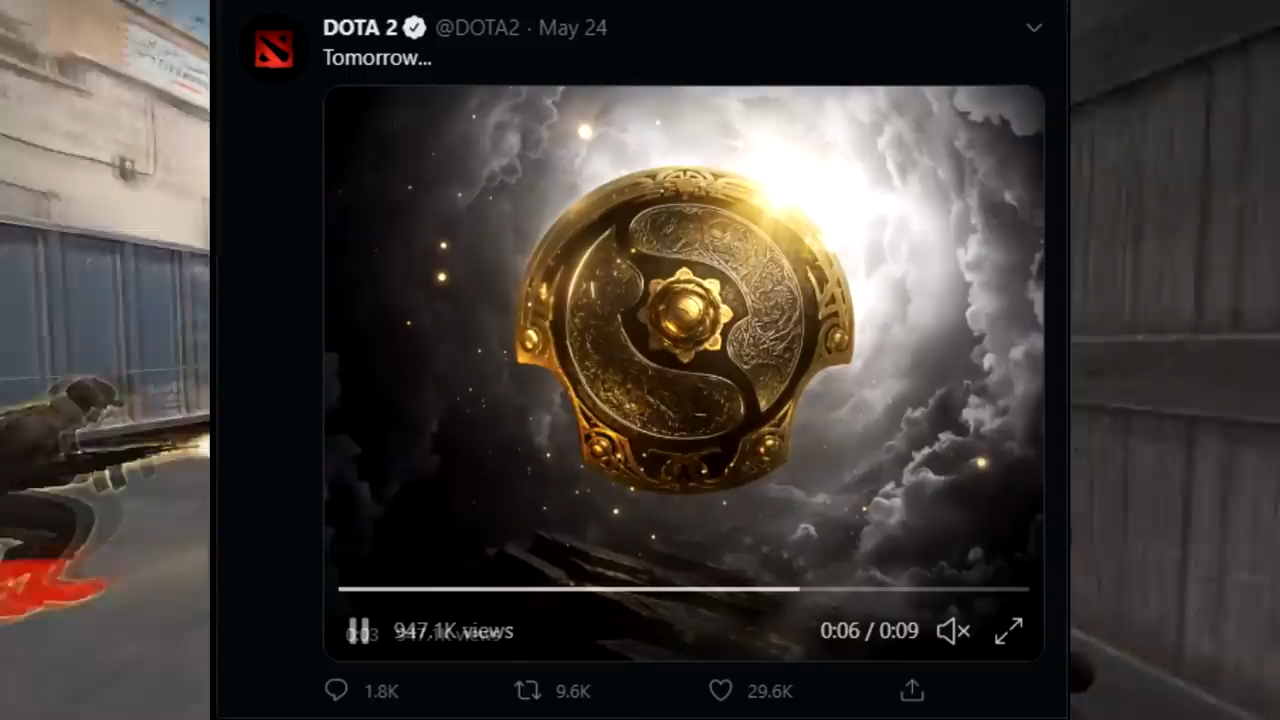 DOTA 2 @DOTA2 · May 24
Tomorrow...
947.1K views
0:06 / 0:09
1.8K 9.6K 29.6K